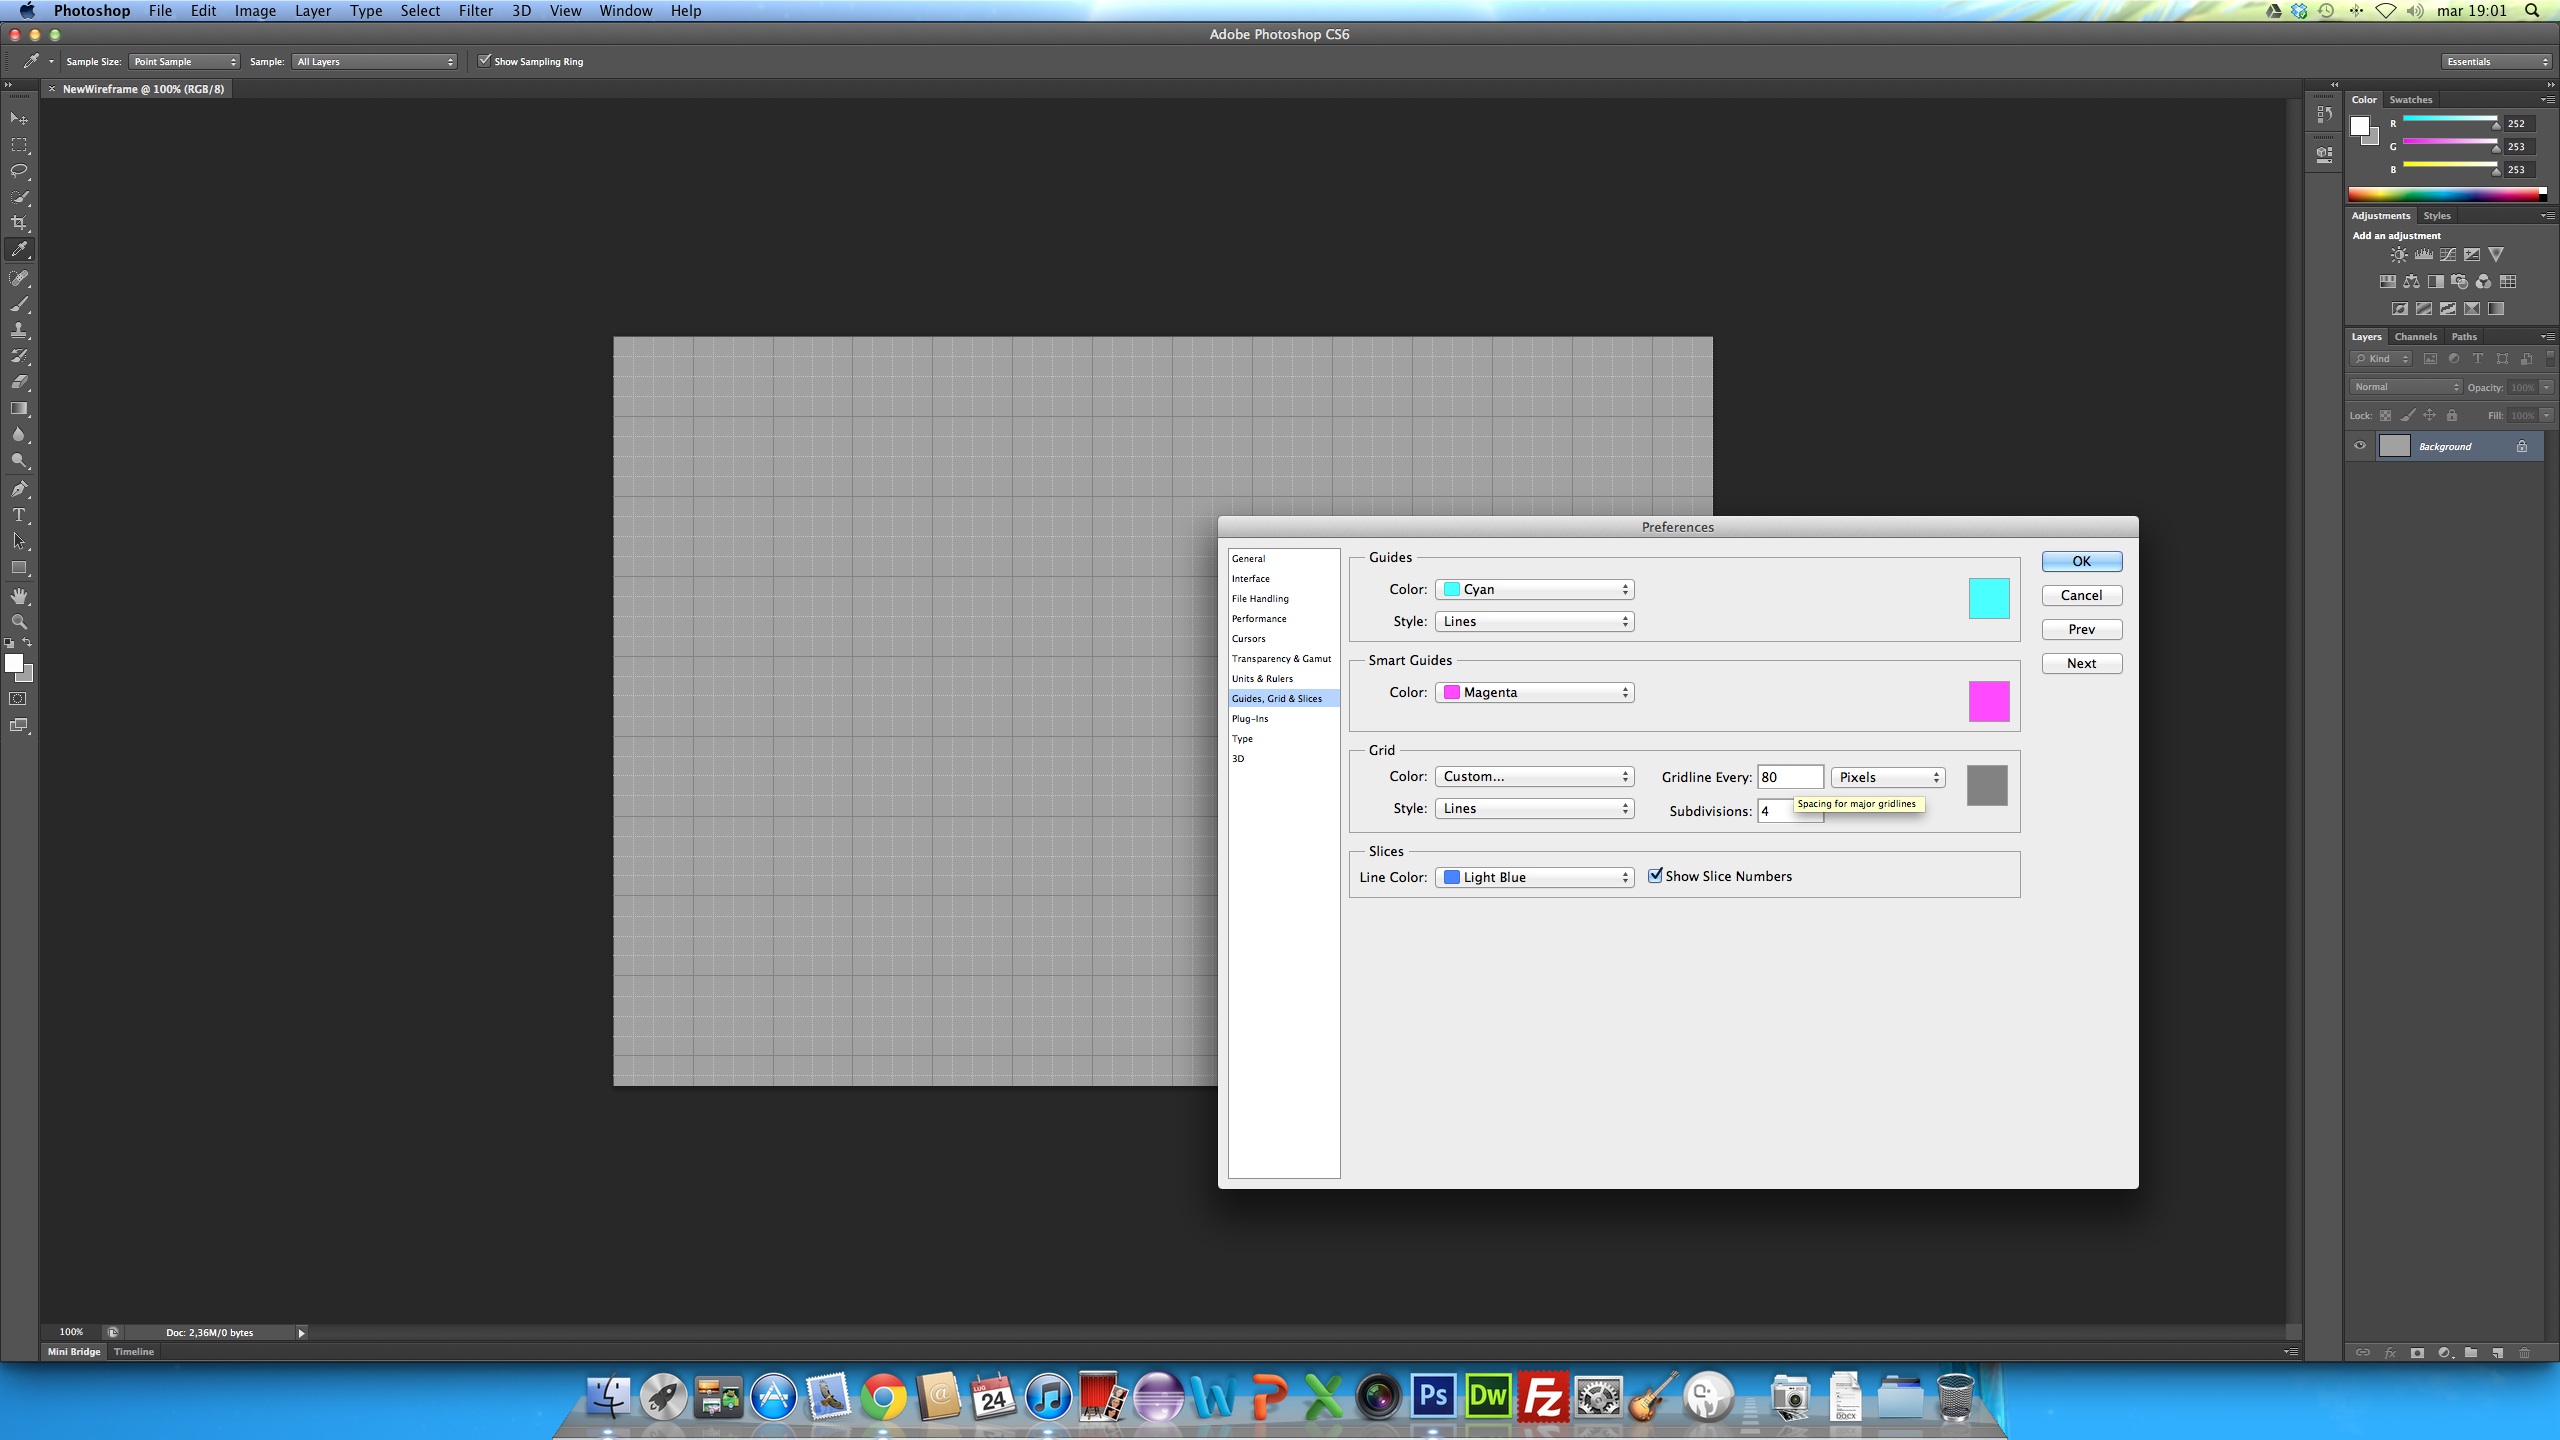 Photoshop File Edit Image Layer Type Select Filter 3D View Window Help mar 19:01
Adobe Photoshop CS6
Sample Size: Point Sample Sample: All Layers Show Sampling Ring Essentials
× NewWireframe @ 100% (RGB/8)
Color Swatches
R 252
G 253
B 253
Adjustments Styles
Add an adjustment
Layers Channels Paths
Kind
Normal Opacity: 100%
Lock: Fill: 100%
Background
Preferences
General
Interface
File Handling
Performance
Cursors
Transparency & Gamut
Units & Rulers
Guides, Grid & Slices
Plug-Ins
Type
3D
Guides
Color: Cyan
Style: Lines
Smart Guides
Color: Magenta
Grid
Color: Custom... Gridline Every: 80 Pixels
Spacing for major gridlines
Style: Lines Subdivisions: 4
Slices
Line Color: Light Blue Show Slice Numbers
OK
Cancel
Prev
Next
100% Doc: 2,36M/0 bytes
Mini Bridge Timeline
fx
LUG
24
Ps
Dw
Fz
DOCX